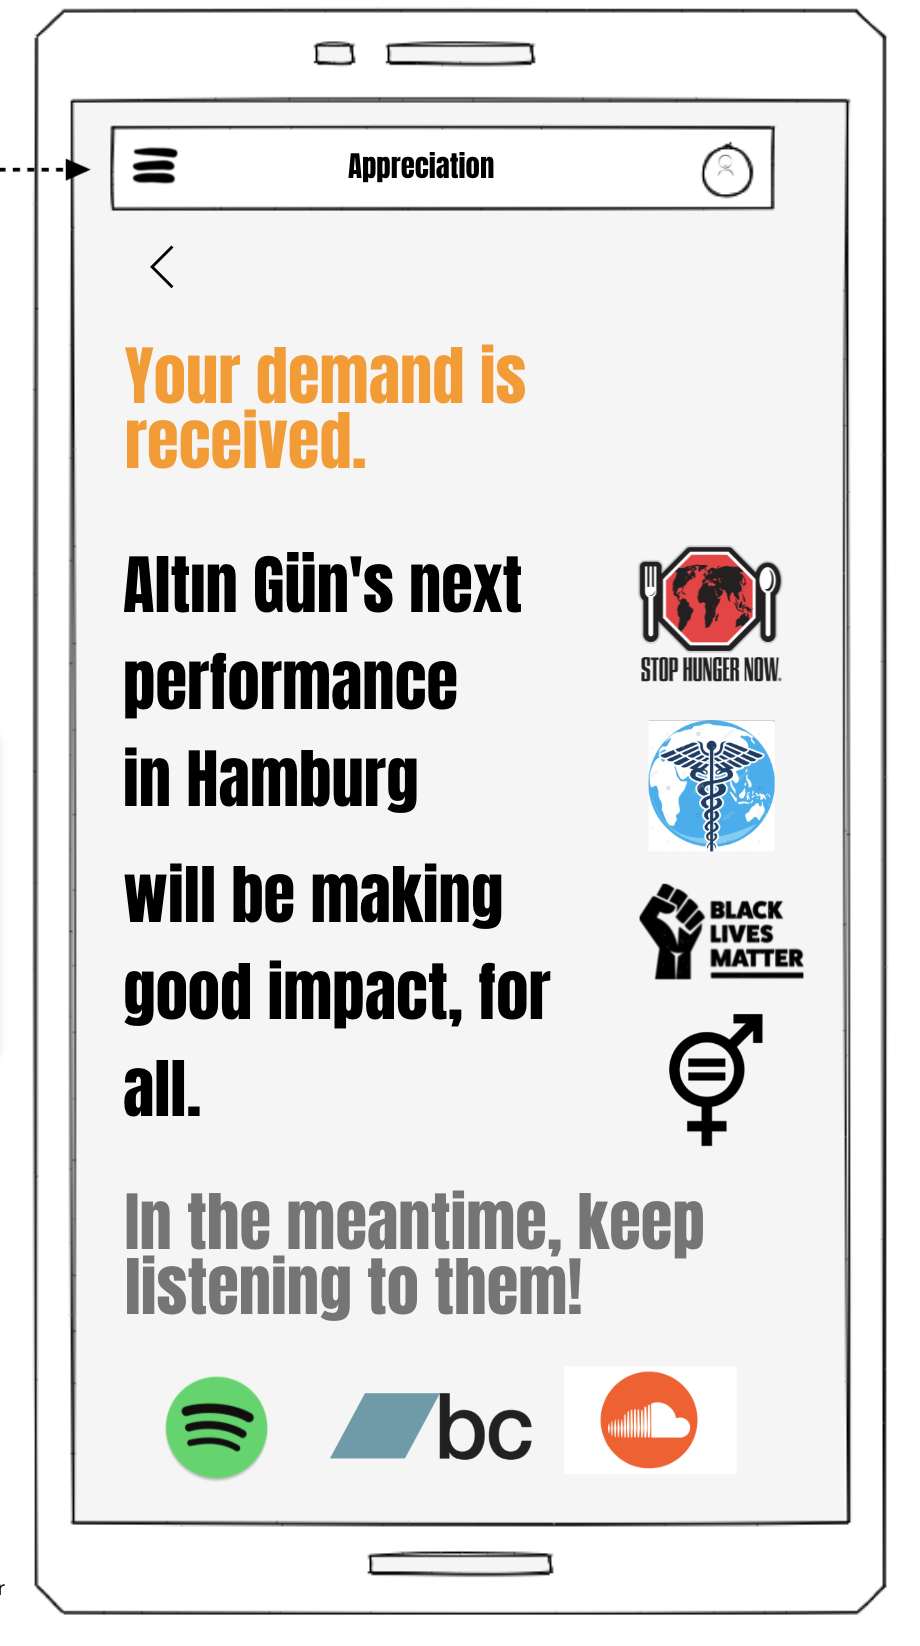 Appreciation
Your demand is
received.
Altın Gün's next
performance
in Hamburg
will be making
good impact, for
all.
STOP HUNGER NOW.
BLACK
LIVES
MATTER
In the meantime, keep
listening to them!
bc
r